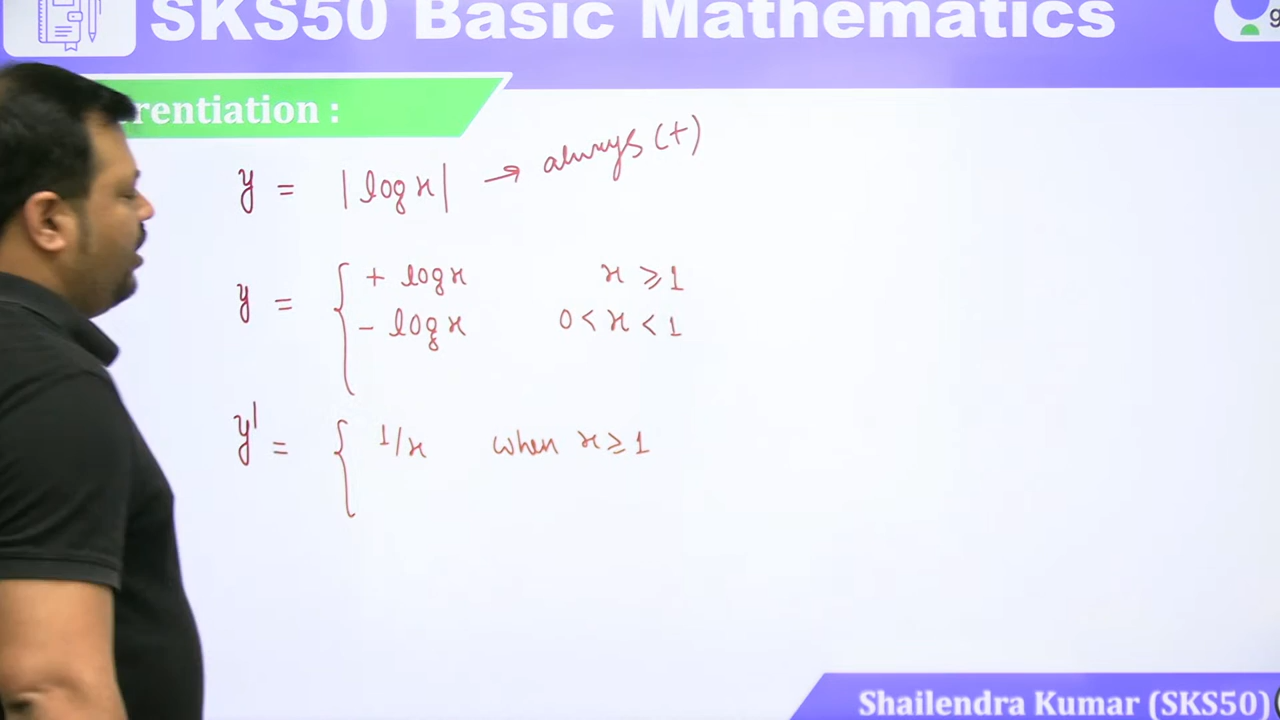 SKS50 Basic Mathematics
rentiation :
y = |log x| → always (+)
y = { + log x x ⩾ 1
- log x 0 < x < 1
y' = { 1/x when x ≥ 1
Shailendra Kumar (SKS50)